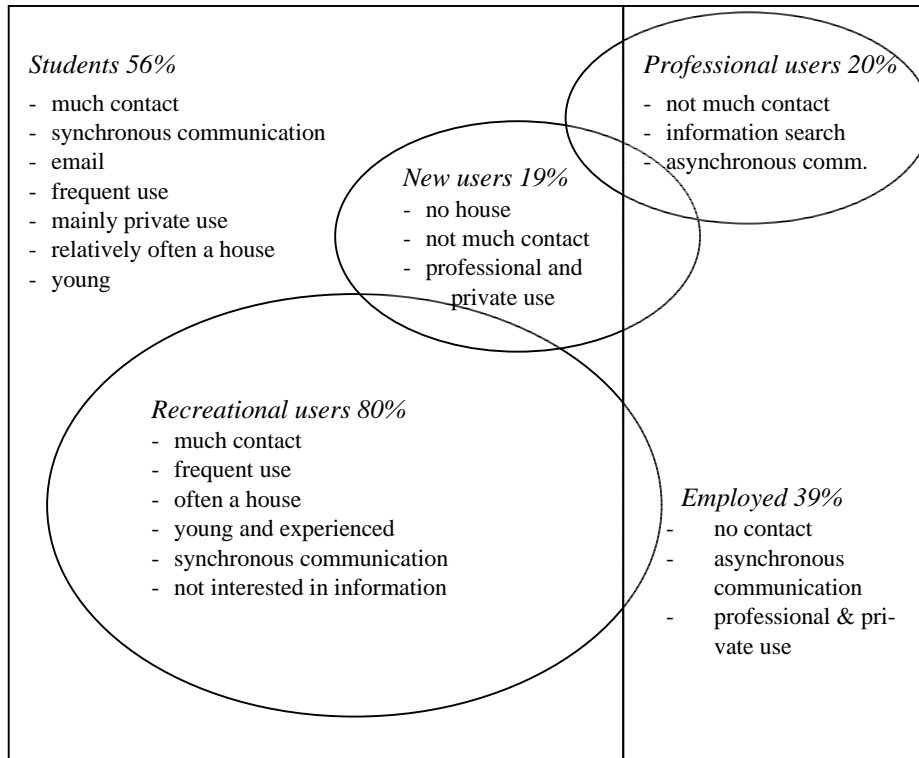 Students 56%
- much contact
- synchronous communication
- email
- frequent use
- mainly private use
- relatively often a house
- young
Professional users 20%
- not much contact
- information search
- asynchronous comm.
New users 19%
- no house
- not much contact
- professional and
private use
Recreational users 80%
- much contact
- frequent use
- often a house
- young and experienced
- synchronous communication
- not interested in information
Employed 39%
- no contact
- asynchronous
communication
- professional & pri-
vate use